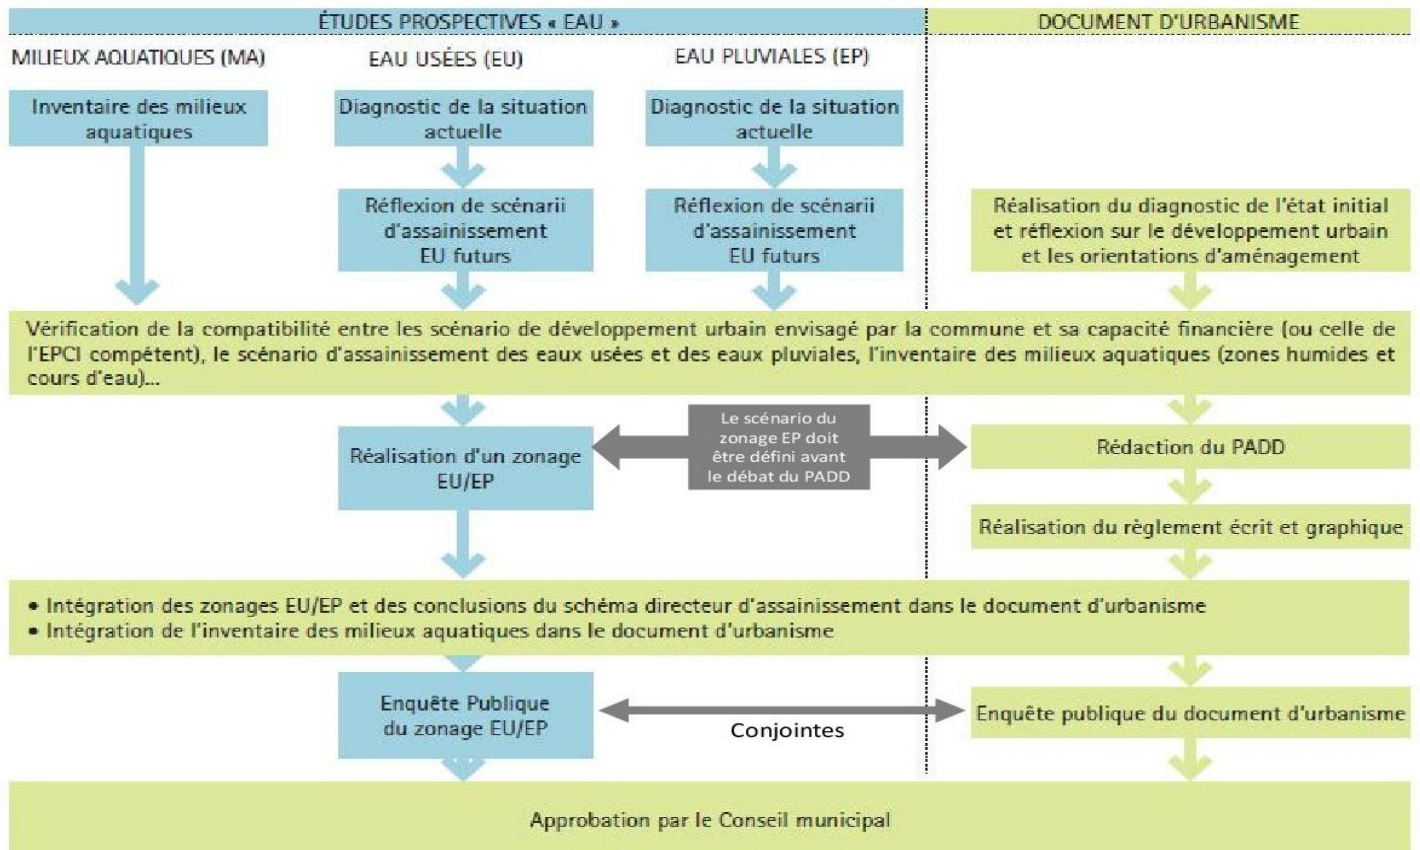 ÉTUDES PROSPECTIVES « EAU »
DOCUMENT D'URBANISME
MILIEUX AQUATIQUES (MA)
EAU USÉES (EU)
EAU PLUVIALES (EP)
Inventaire des milieux
aquatiques
Diagnostic de la situation
actuelle
Diagnostic de la situation
actuelle
Réflexion de scénarii
d'assainissement
EU futurs
Réflexion de scénarii
d'assainissement
EU futurs
Réalisation du diagnostic de l'état initial
et réflexion sur le développement urbain
et les orientations d'aménagement
Vérification de la compatibilité entre les scénario de développement urbain envisagé par la commune et sa capacité financière (ou celle de
l'EPCI compétent), le scénario d'assainissement des eaux usées et des eaux pluviales, l'inventaire des milieux aquatiques (zones humides et
cours d'eau)...
Réalisation d'un zonage
EU/EP
Le scénario du
zonage EP doit
être défini avant
le débat du PADD
Rédaction du PADD
Réalisation du règlement écrit et graphique
• Intégration des zonages EU/EP et des conclusions du schéma directeur d'assainissement dans le document d'urbanisme
• Intégration de l'inventaire des milieux aquatiques dans le document d'urbanisme
Enquête Publique
du zonage EU/EP
Conjointes
Enquête publique du document d'urbanisme
Approbation par le Conseil municipal